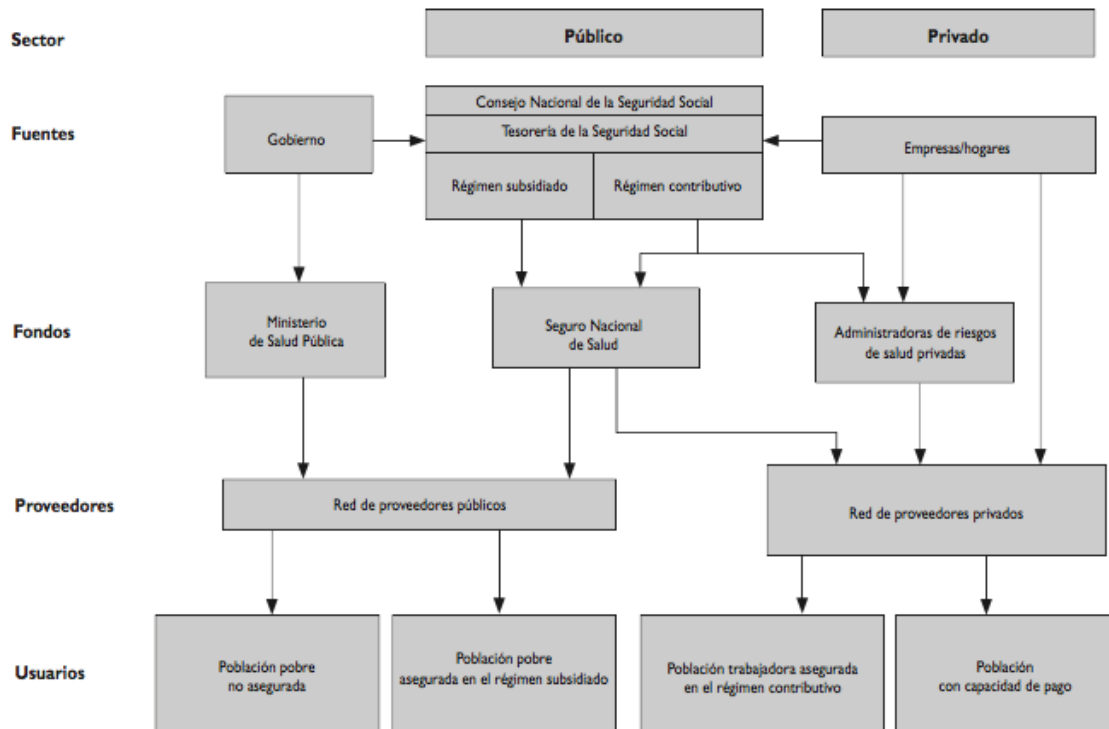 Sector
Público
Privado
Fuentes
Gobierno
Consejo Nacional de la Seguridad Social
Tesorería de la Seguridad Social
Régimen subsidiado
Régimen contributivo
Empresas/hogares
Fondos
Ministerio
de Salud Pública
Seguro Nacional
de Salud
Administradoras de riesgos
de salud privadas
Proveedores
Red de proveedores públicos
Red de proveedores privados
Usuarios
Población pobre
no asegurada
Población pobre
asegurada en el régimen subsidiado
Población trabajadora asegurada
en el régimen contributivo
Población
con capacidad de pago